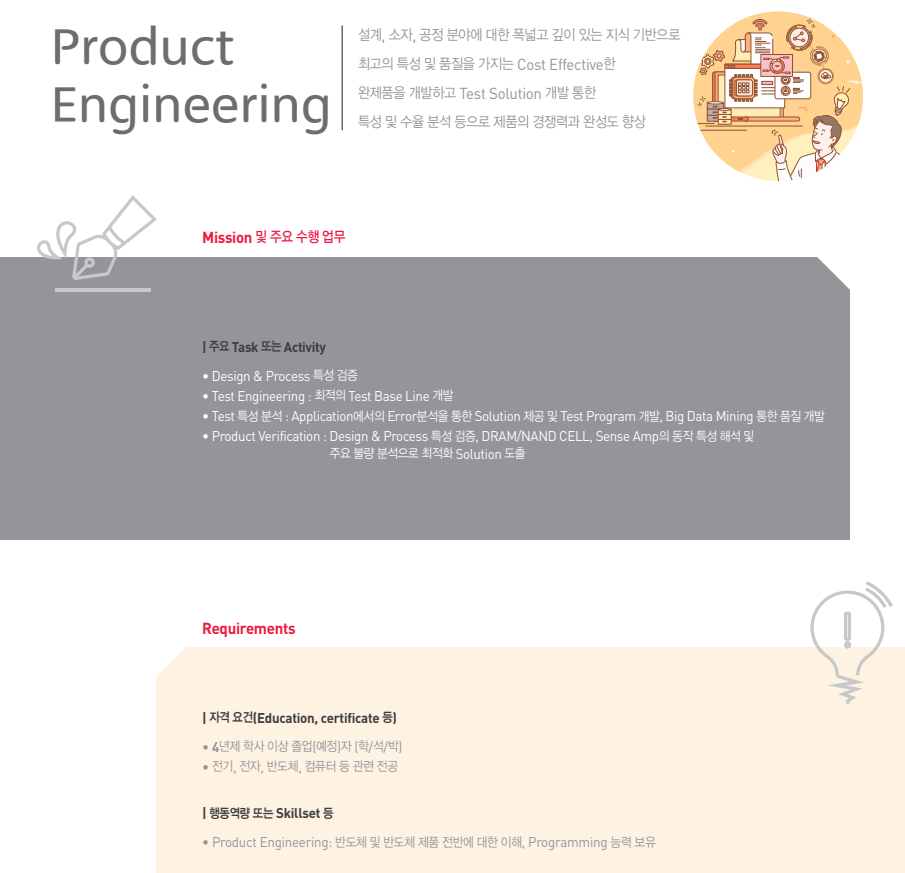 Product
Engineering
설계, 소자, 공정 분야에 대한 폭넓고 깊이 있는 지식 기반으로
최고의 특성 및 품질을 가지는 Cost Effective한
완제품을 개발하고 Test Solution 개발 통한
특성 및 수율 분석 등으로 제품의 경쟁력과 완성도 향상
Mission 및 주요 수행 업무
| 주요 Task 또는 Activity
• Design & Process 특성 검증
• Test Engineering : 최적의 Test Base Line 개발
• Test 특성 분석 : Application에서의 Error분석을 통한 Solution 제공 및 Test Program 개발, Big Data Mining 통한 품질 개발
• Product Verification : Design & Process 특성 검증, DRAM/NAND CELL, Sense Amp의 동작 특성 해석 및
주요 불량 분석으로 최적화 Solution 도출
Requirements
| 자격 요건(Education, certificate 등)
• 4년제 학사 이상 졸업(예정)자 (학/석/박)
• 전기, 전자, 반도체, 컴퓨터 등 관련 전공
| 행동역량 또는 Skillset 등
• Product Engineering: 반도체 및 반도체 제품 전반에 대한 이해, Programming 능력 보유